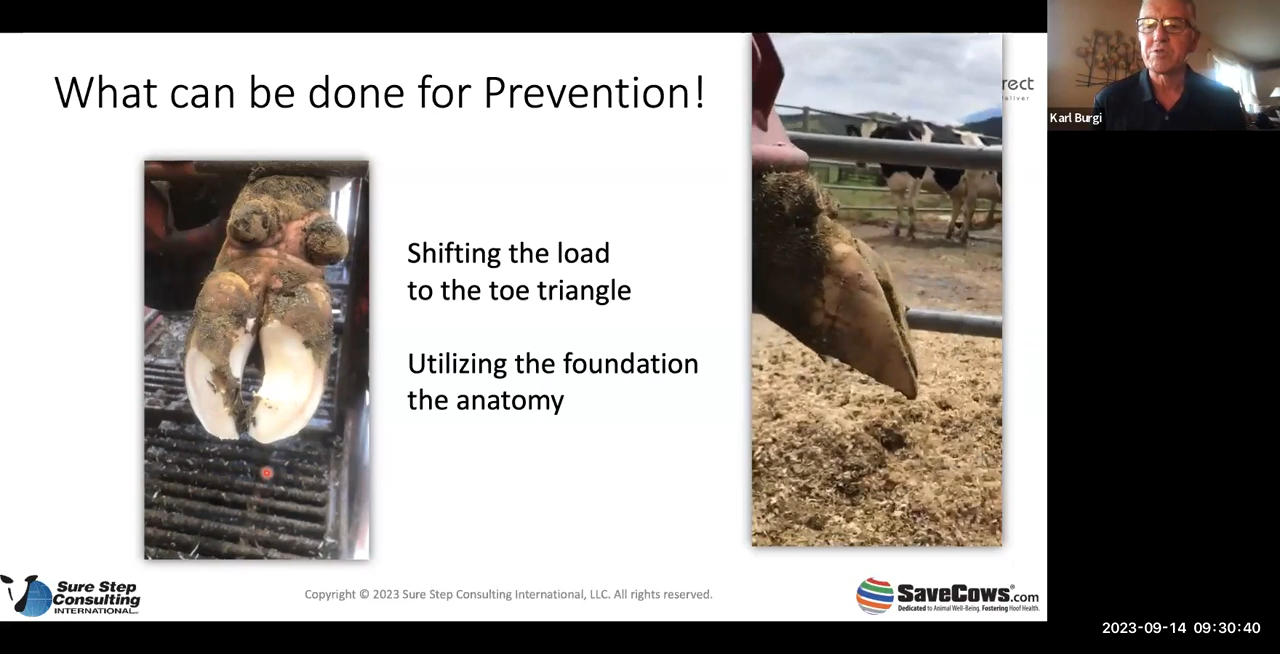 What can be done for Prevention!
rect
eliver
Karl Burgi
Shifting the load
to the toe triangle
Utilizing the foundation
the anatomy
Sure Step
Consulting
INTERNATIONAL
Copyright © 2023 Sure Step Consulting International, LLC. All rights reserved.
SaveCows.com
Dedicated to Animal Well-Being. Fostering Hoof Health.
2023-09-14 09:30:40